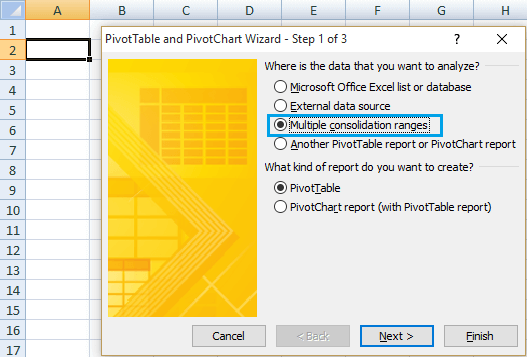 A B C D E F G H
1
2
3
4
5
6
7
8
9
10
11
12
13
14
15
16
17
PivotTable and PivotChart Wizard - Step 1 of 3 ?
Where is the data that you want to analyze?
Microsoft Office Excel list or database
External data source
Multiple consolidation ranges
Another PivotTable report or PivotChart report
What kind of report do you want to create?
PivotTable
PivotChart report (with PivotTable report)
Cancel < Back Next > Finish